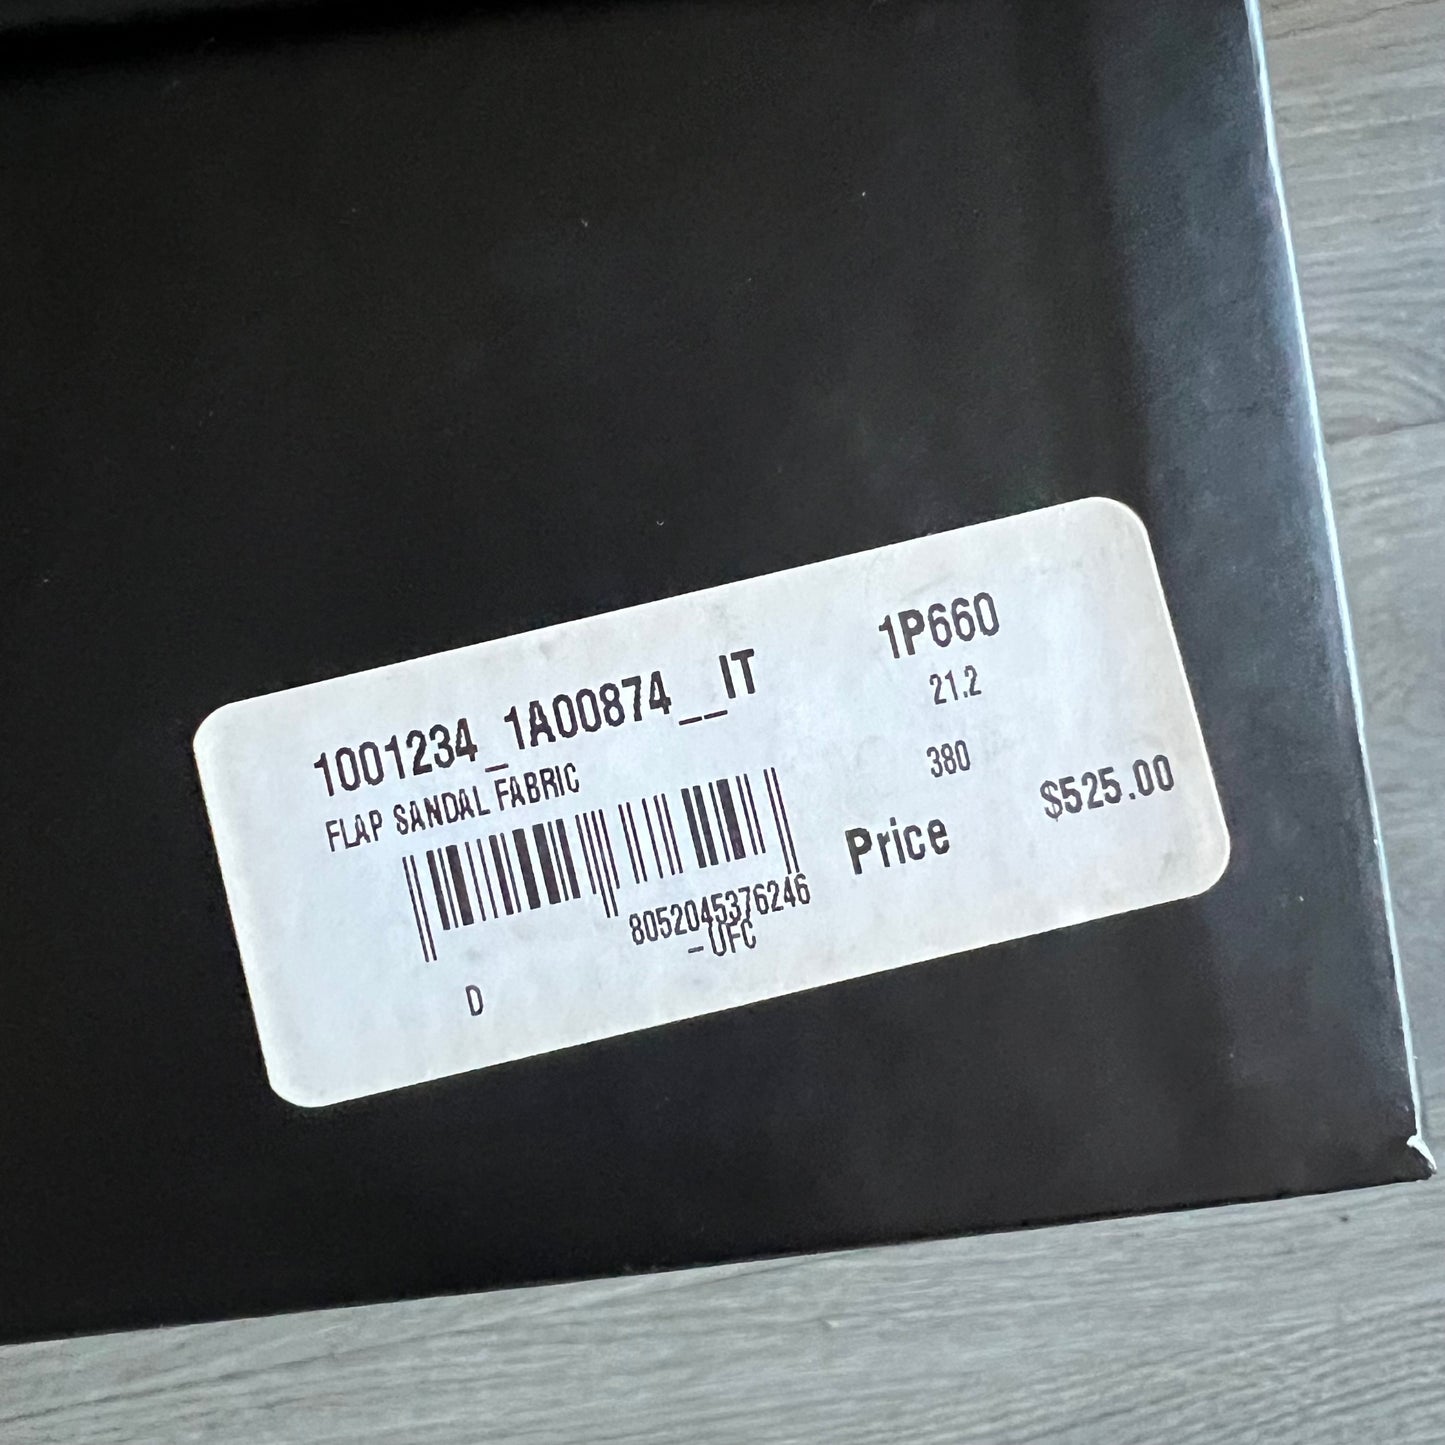 1001234_1A00874__IT 1P660
FLAP SANDAL FABRIC 21.2
380
Price $525.00
8052045376246
-UFC
D